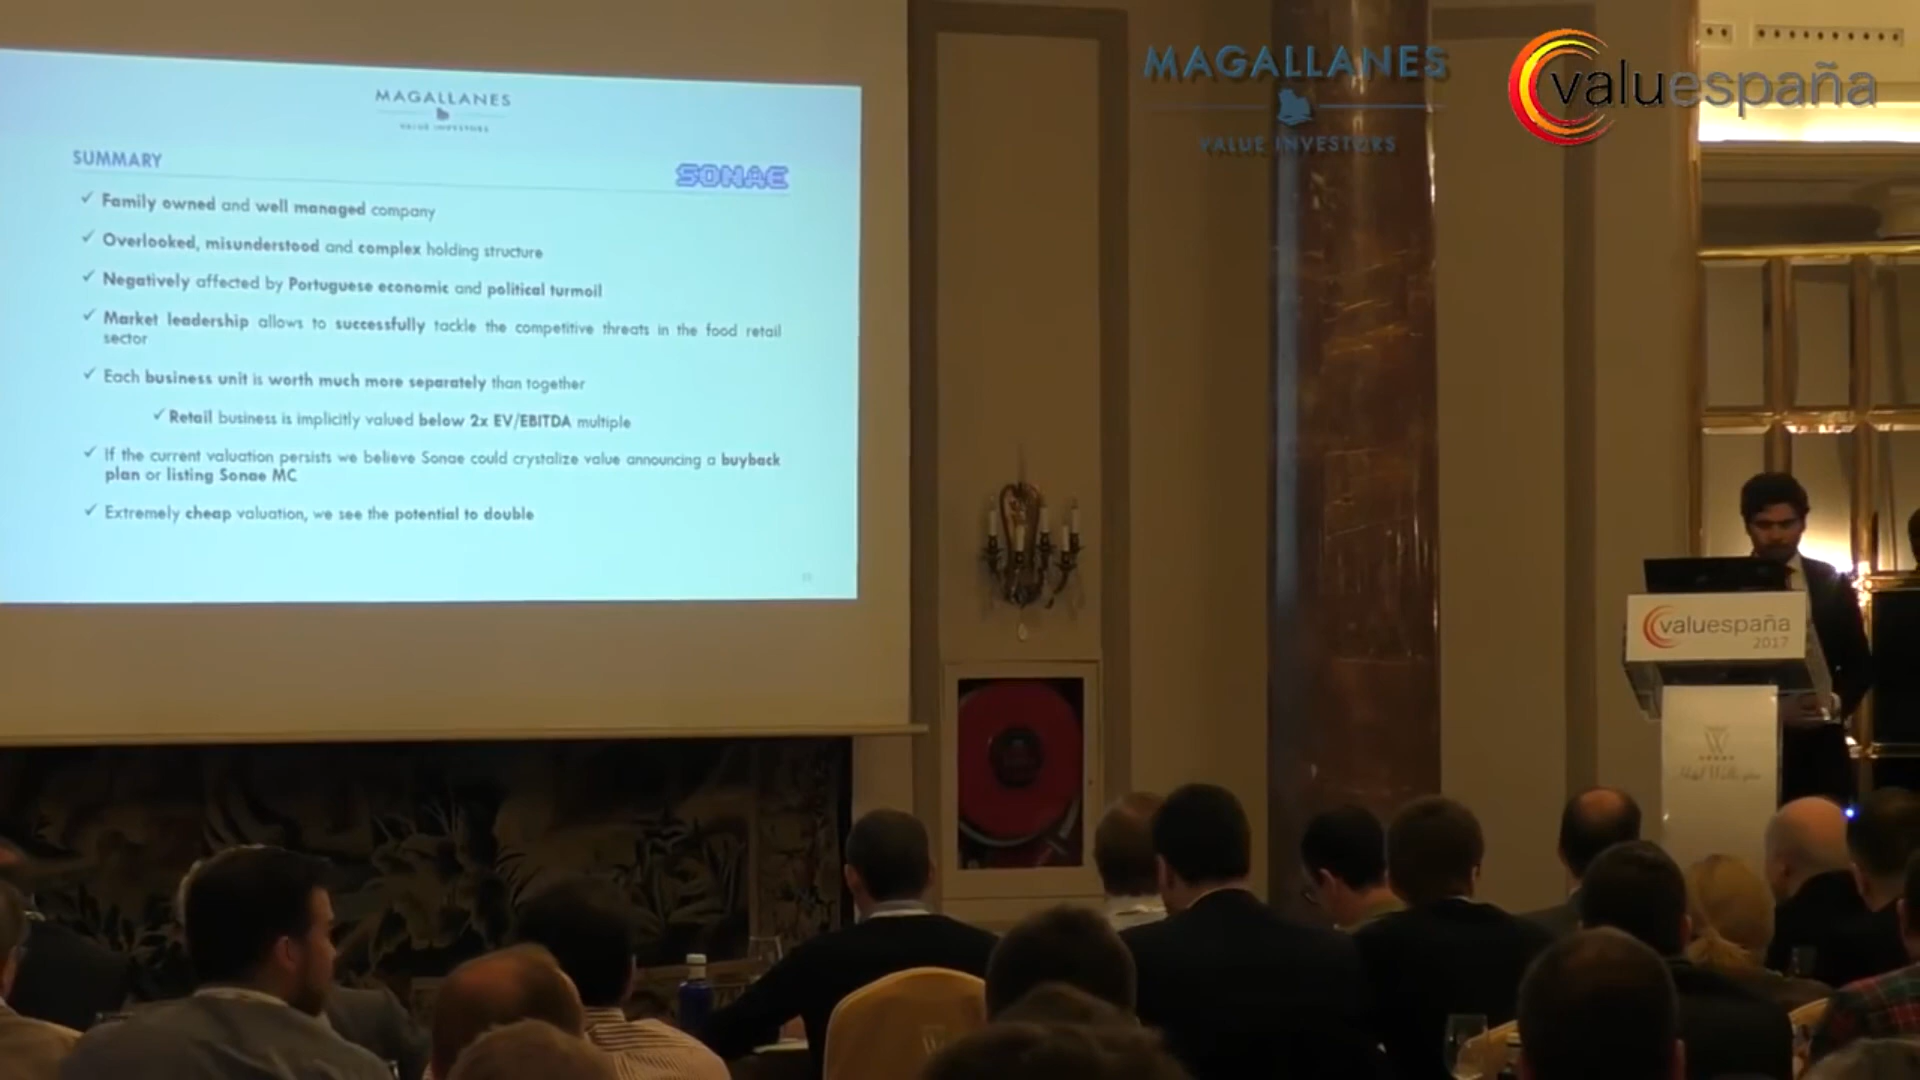 MAGALLANES
VALUE INVESTORS
valuespaña
MAGALLANES
VALUE INVESTORS
SUMMARY
SONAE
✓ Family owned and well managed company
✓ Overlooked, misunderstood and complex holding structure
✓ Negatively affected by Portuguese economic and political turmoil
✓ Market leadership allows to successfully tackle the competitive threats in the food retail
sector
✓ Each business unit is worth much more separately than together
✓ Retail business is implicitly valued below 2x EV/EBITDA multiple
✓ If the current valuation persists we believe Sonae could crystalize value announcing a buyback
plan or listing Sonae MC
✓ Extremely cheap valuation, we see the potential to double
valuespaña
2017
W
Hotel Wellington